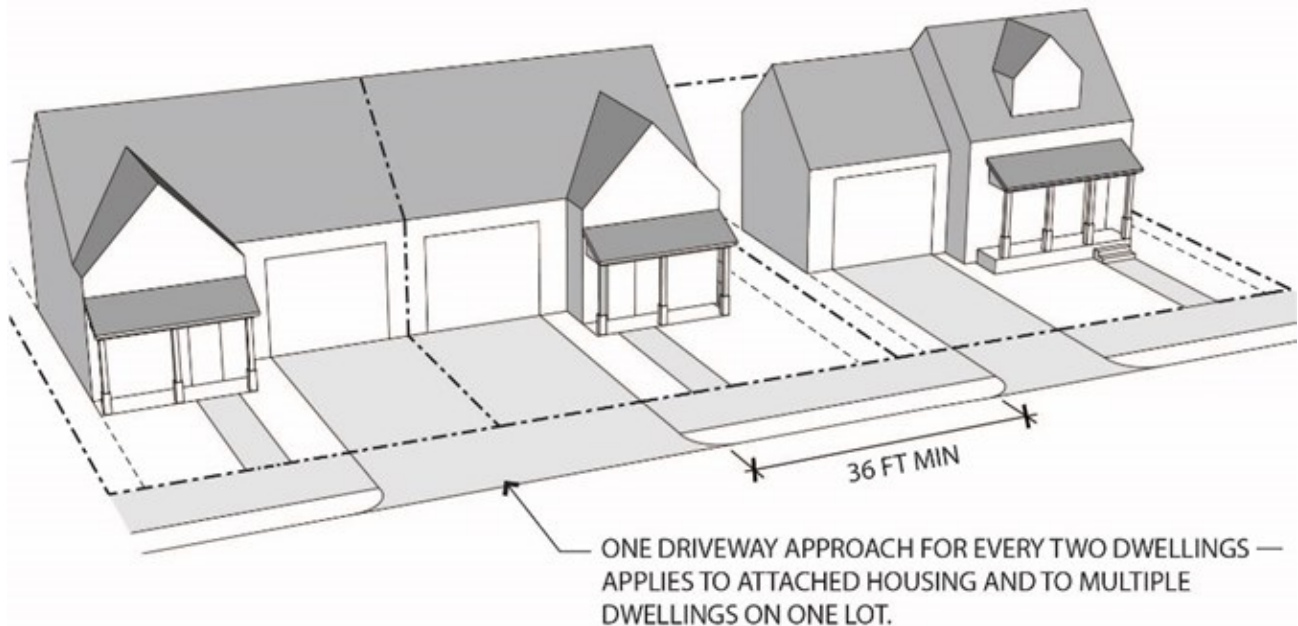 36 FT MIN
ONE DRIVEWAY APPROACH FOR EVERY TWO DWELLINGS —
APPLIES TO ATTACHED HOUSING AND TO MULTIPLE
DWELLINGS ON ONE LOT.